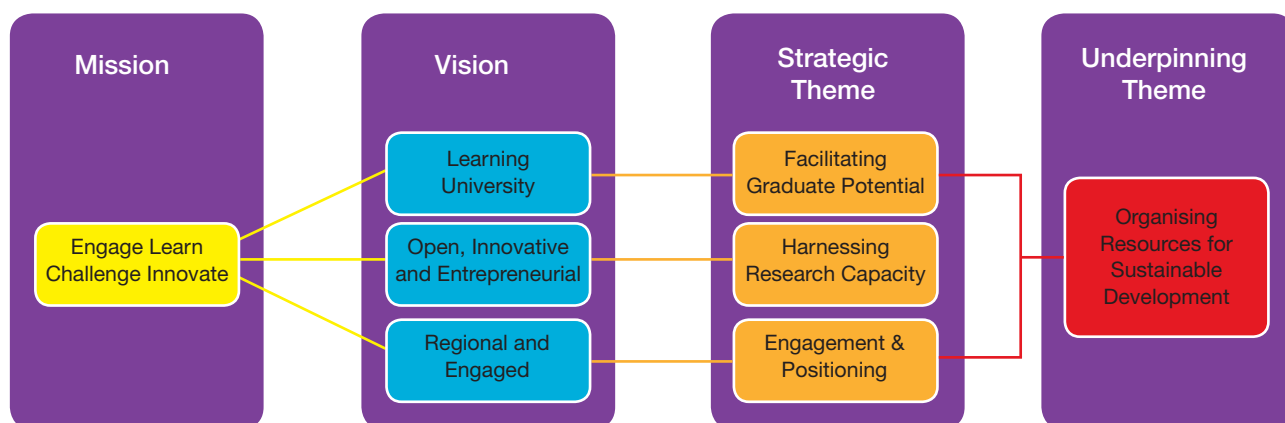 Mission
Engage Learn
Challenge Innovate
Vision
Learning
University
Open, Innovative
and Entrepreneurial
Regional and
Engaged
Strategic
Theme
Facilitating
Graduate Potential
Harnessing
Research Capacity
Engagement &
Positioning
Underpinning
Theme
Organising
Resources for
Sustainable
Development